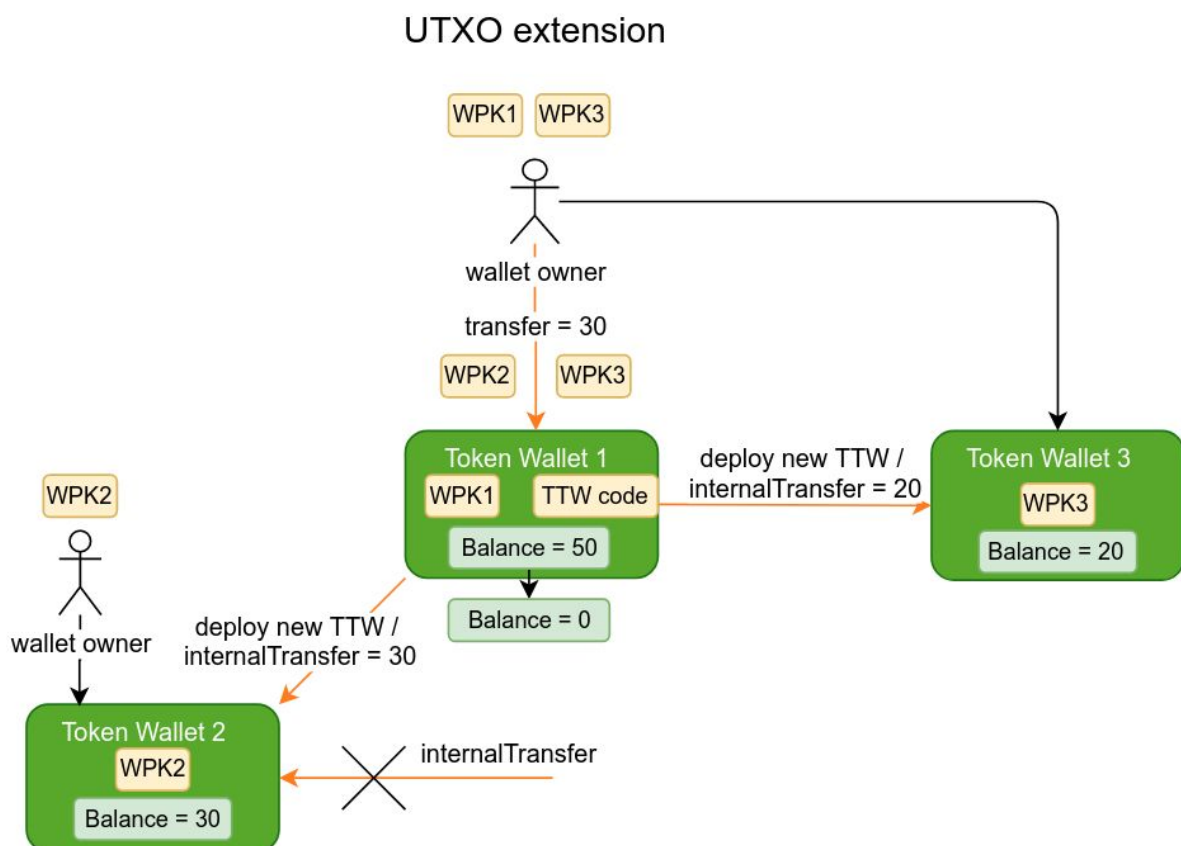 UTXO extension
WPK1 WPK3
wallet owner
transfer = 30
WPK2 WPK3
Token Wallet 1
WPK1 TTW code
Balance = 50
Balance = 0
deploy new TTW /
internalTransfer = 20
Token Wallet 3
WPK3
Balance = 20
WPK2
wallet owner
deploy new TTW /
internalTransfer = 30
Token Wallet 2
WPK2
Balance = 30
internalTransfer